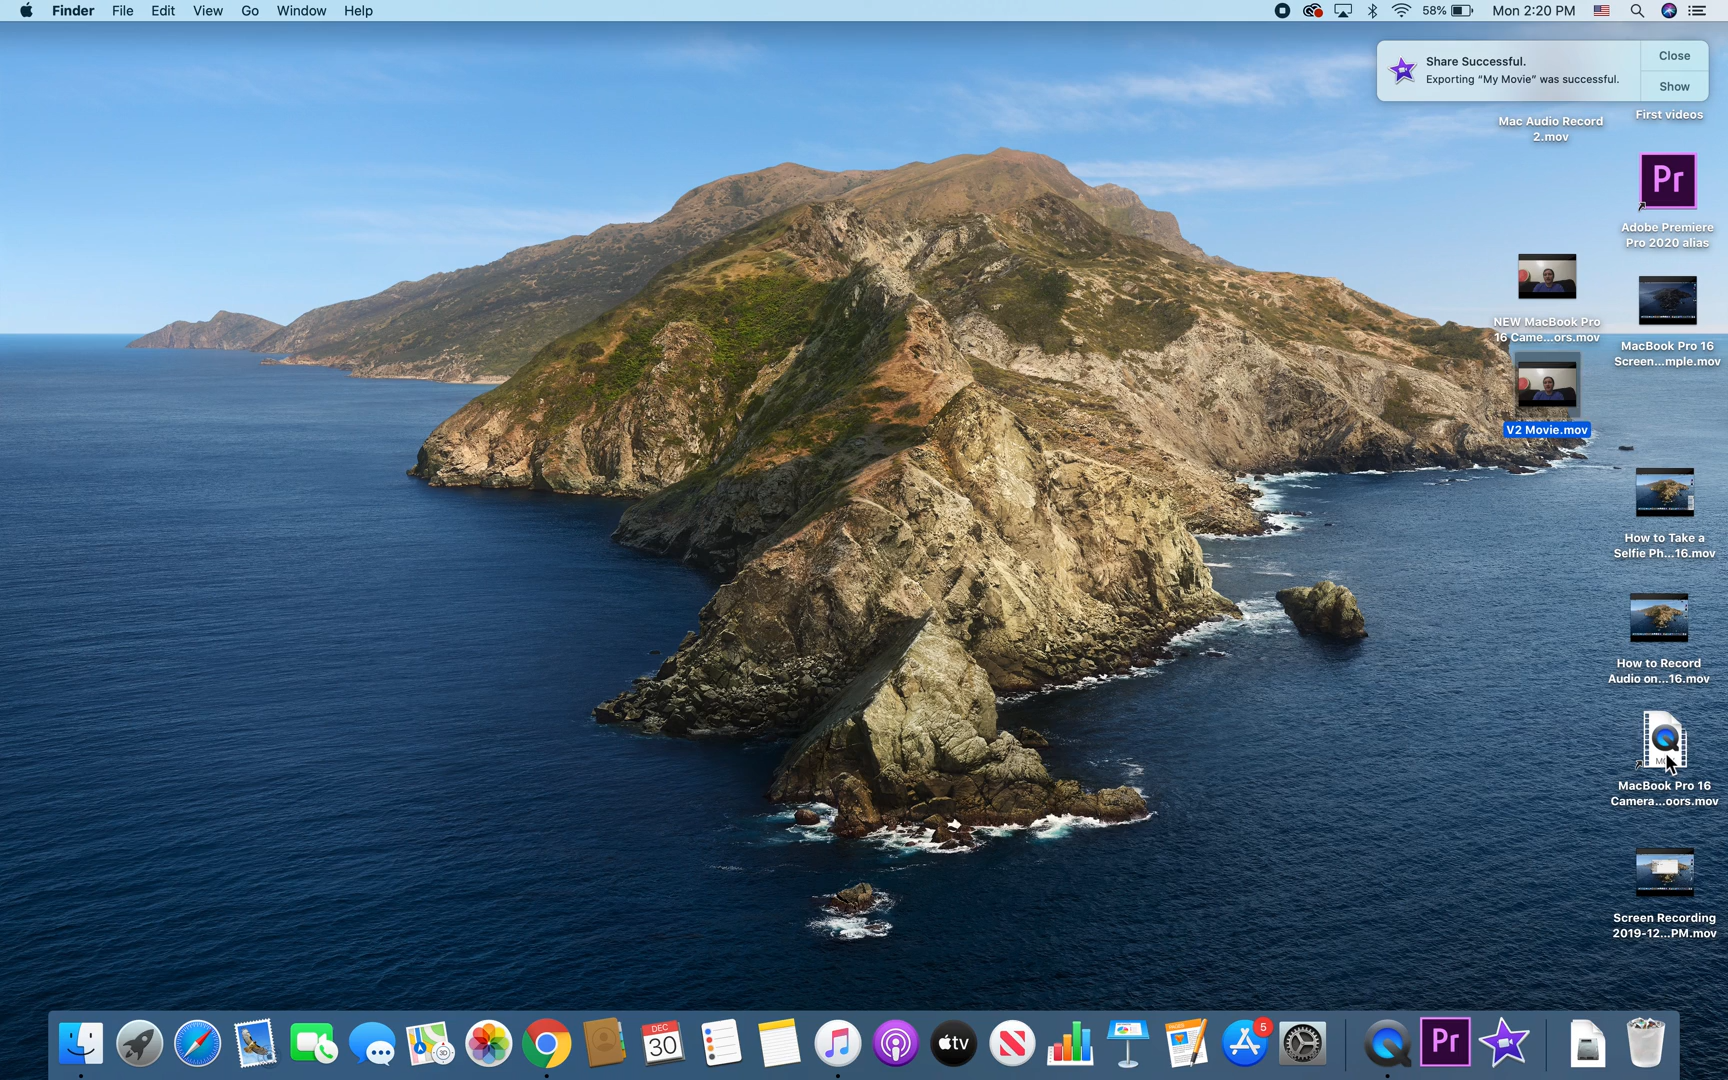 Finder File Edit View Go Window Help
58% Mon 2:20 PM
Share Successful.
Exporting “My Movie” was successful.
Close
Show
Mac Audio Record
2.mov
First videos
Pr
Adobe Premiere
Pro 2020 alias
NEW MacBook Pro
16 Came...ors.mov
MacBook Pro 16
Screen...mple.mov
V2 Movie.mov
How to Take a
Selfie Ph...16.mov
How to Record
Audio on...16.mov
MacBook Pro 16
Camera...oors.mov
Screen Recording
2019-12...PM.mov
3D
DEC
30
tv
PAGES
5
Pr